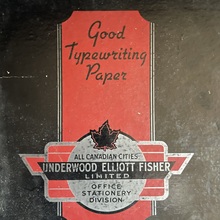 Good
Typewriting
Paper
ALL CANADIAN CITIES
UNDERWOOD ELLIOTT FISHER
LIMITED
OFFICE
STATIONERY
DIVISION